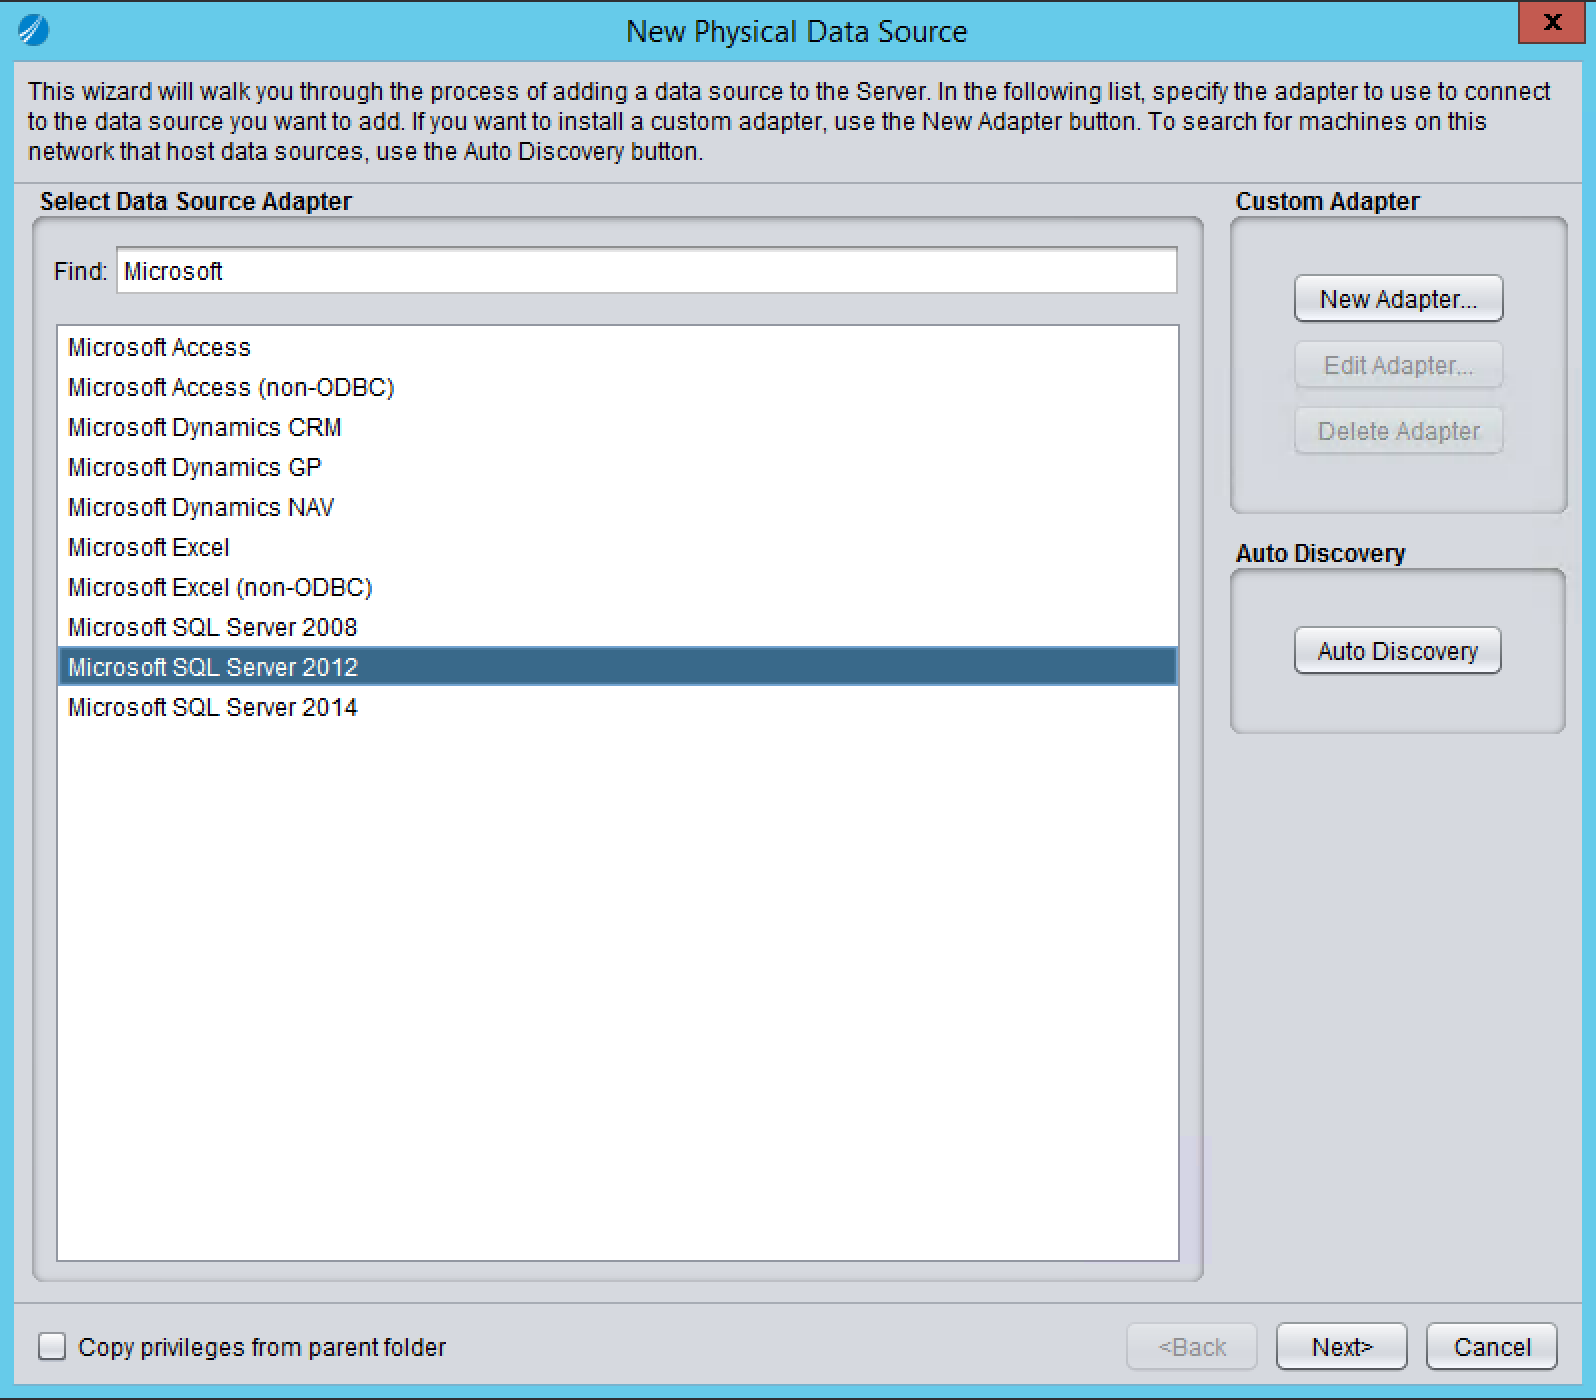 New Physical Data Source
X
This wizard will walk you through the process of adding a data source to the Server. In the following list, specify the adapter to use to connect
to the data source you want to add. If you want to install a custom adapter, use the New Adapter button. To search for machines on this
network that host data sources, use the Auto Discovery button.
Select Data Source Adapter
Find: Microsoft
Microsoft Access
Microsoft Access (non-ODBC)
Microsoft Dynamics CRM
Microsoft Dynamics GP
Microsoft Dynamics NAV
Microsoft Excel
Microsoft Excel (non-ODBC)
Microsoft SQL Server 2008
Microsoft SQL Server 2012
Microsoft SQL Server 2014
Custom Adapter
New Adapter...
Edit Adapter...
Delete Adapter
Auto Discovery
Auto Discovery
Copy privileges from parent folder
<Back
Next>
Cancel